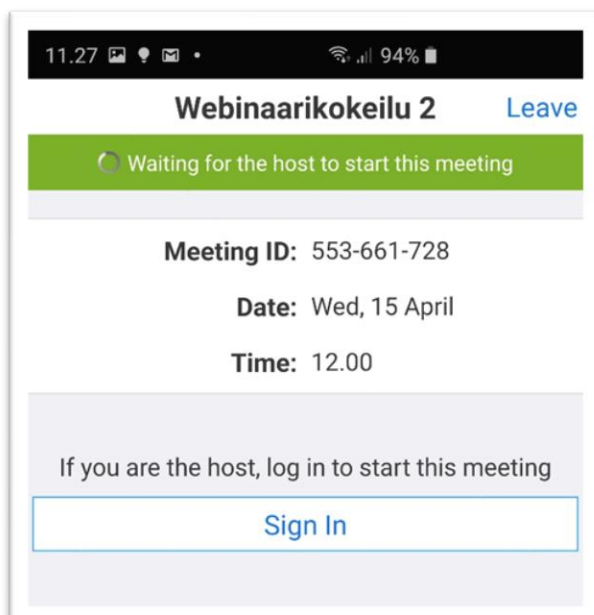 11.27 94%
Webinaarikokeilu 2 Leave
Waiting for the host to start this meeting
Meeting ID: 553-661-728
Date: Wed, 15 April
Time: 12.00
If you are the host, log in to start this meeting
Sign In